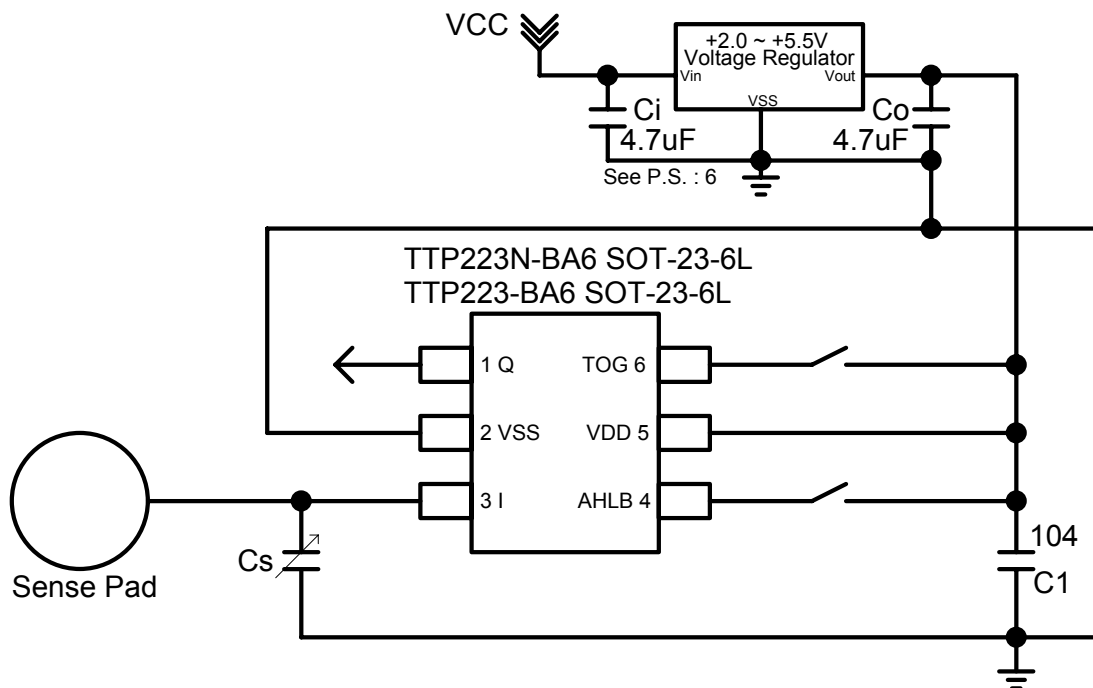 VCC
+2.0 ~ +5.5V
Voltage Regulator
Vin
Vout
VSS
Ci
4.7uF
Co
4.7uF
See P.S. : 6
TTP223N-BA6 SOT-23-6L
TTP223-BA6 SOT-23-6L
1 Q
TOG 6
2 VSS
VDD 5
3 I
AHLB 4
Cs
Sense Pad
104
C1